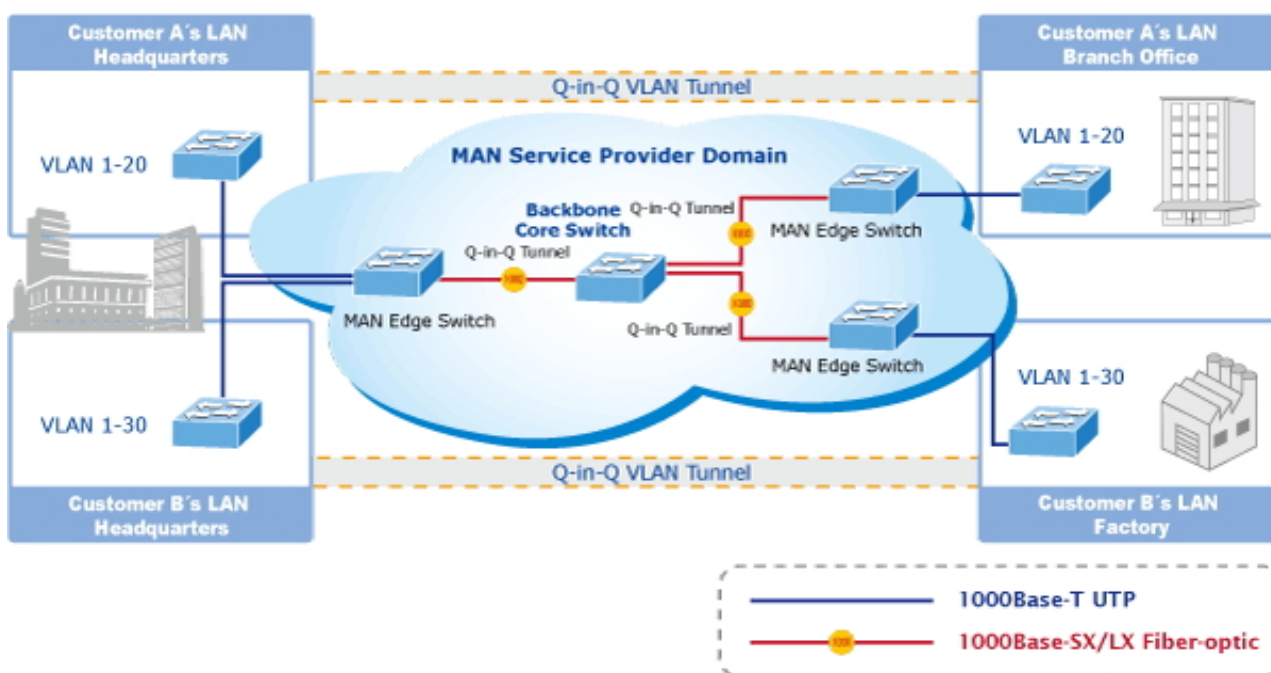 Customer A´s LAN
Headquarters
Customer A´s LAN
Branch Office
Q-in-Q VLAN Tunnel
VLAN 1-20
VLAN 1-20
MAN Service Provider Domain
Backbone
Core Switch
Q-in-Q Tunnel
Q-in-Q Tunnel
MAN Edge Switch
MAN Edge Switch
Q-in-Q Tunnel
MAN Edge Switch
VLAN 1-30
VLAN 1-30
Q-in-Q VLAN Tunnel
Customer B´s LAN
Headquarters
Customer B´s LAN
Factory
1000Base-T UTP
1000Base-SX/LX Fiber-optic